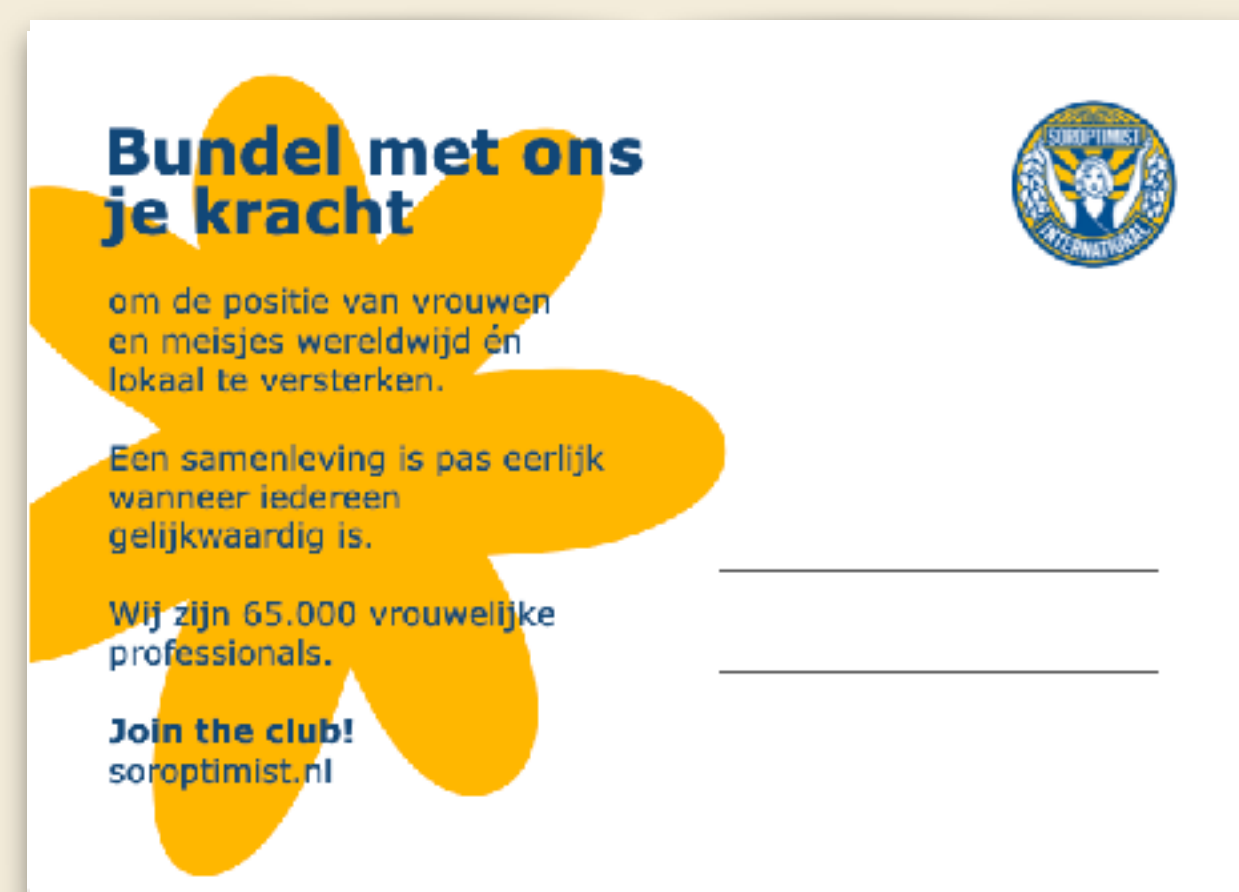 Bundel met ons
je kracht
om de positie van vrouwen
en meisjes wereldwijd én
lokaal te versterken.
Een samenleving is pas eerlijk
wanneer iedereen
gelijkwaardig is.
Wij zijn 65.000 vrouwelijke
professionals.
Join the club!
soroptimist.nl
SOROPTIMIST
INTERNATIONAL